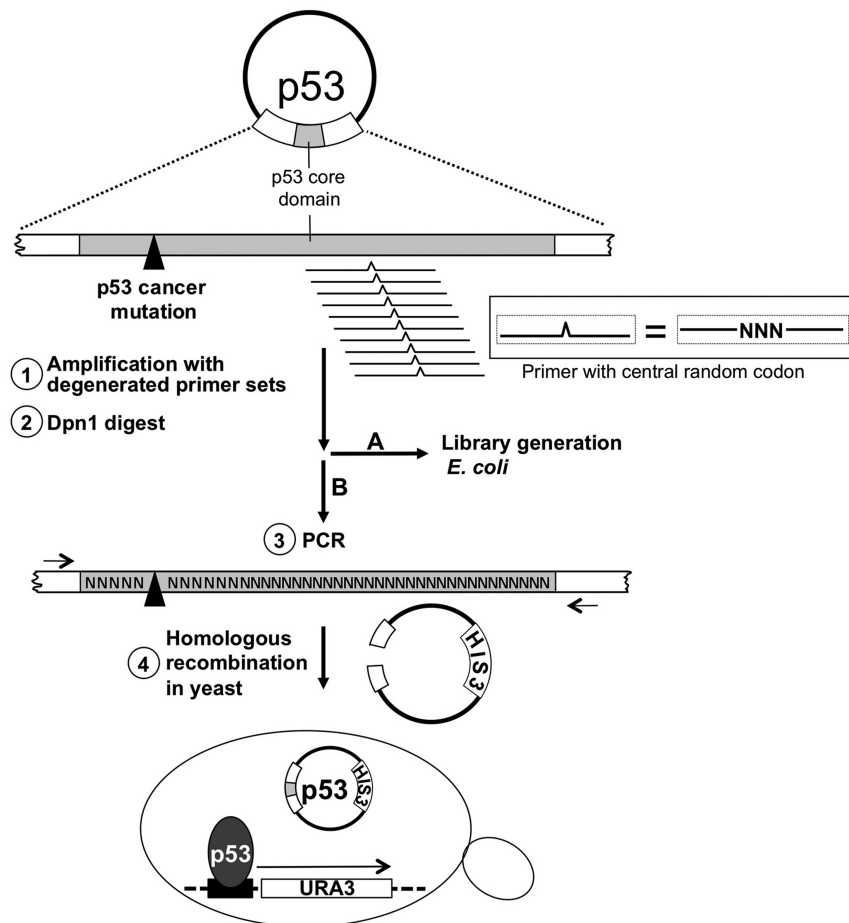 p53
p53 core
domain
p53 cancer
mutation
NNN
=
Primer with central random codon
1 Amplification with
degenerated primer sets
2 Dpn1 digest
A
Library generation
E. coli
B
3 PCR
NNNNN NNNNNNNNNNNNNNNNNNNNNNNNNNNNNNNNNNN
HIS3
4 Homologous
recombination
in yeast
p53
HIS3
p53
URA3